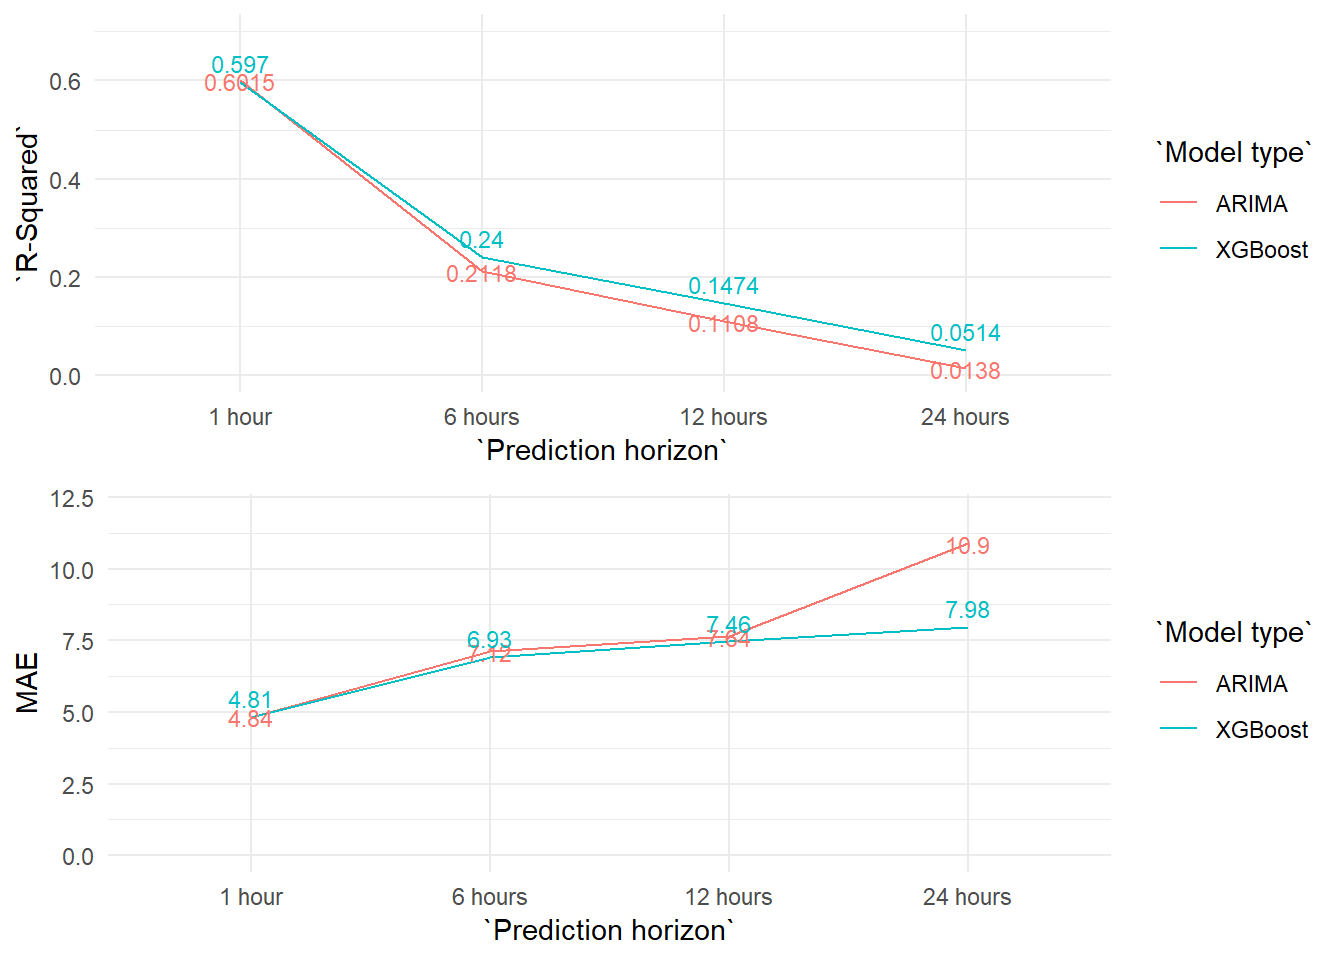 0.597
0.6015
0.24
0.2118
0.1474
0.1108
0.0514
0.0138
0.6
0.4
0.2
0.0
`R-Squared`
1 hour 6 hours 12 hours 24 hours
`Prediction horizon`
`Model type`
ARIMA
XGBoost
12.5
10.0
7.5
5.0
2.5
0.0
MAE
4.81
4.84
6.93
7.12
7.46
7.64
10.9
7.98
1 hour 6 hours 12 hours 24 hours
`Prediction horizon`
`Model type`
ARIMA
XGBoost